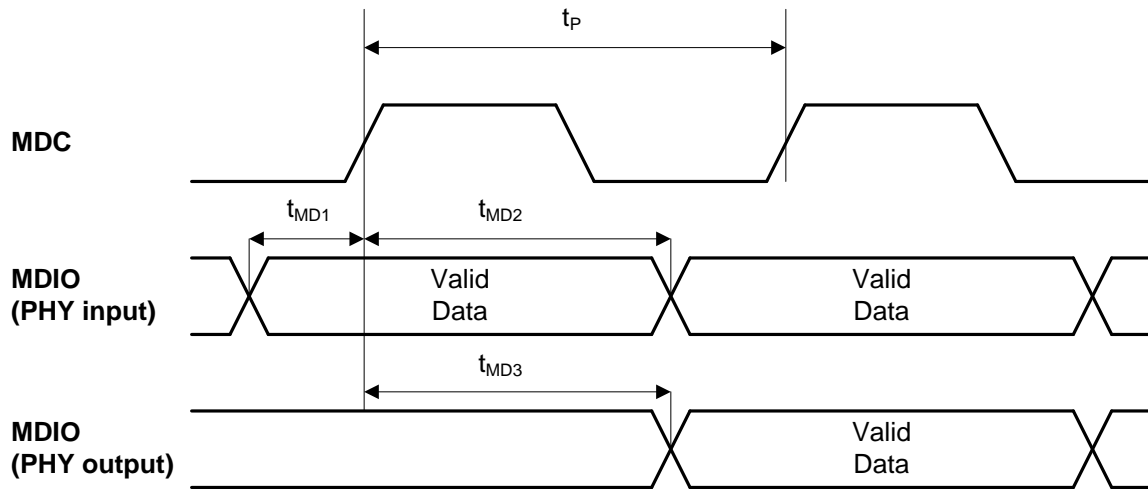 tP
MDC
tMD1
tMD2
MDIO
(PHY input)
Valid
Data
Valid
Data
tMD3
MDIO
(PHY output)
Valid
Data